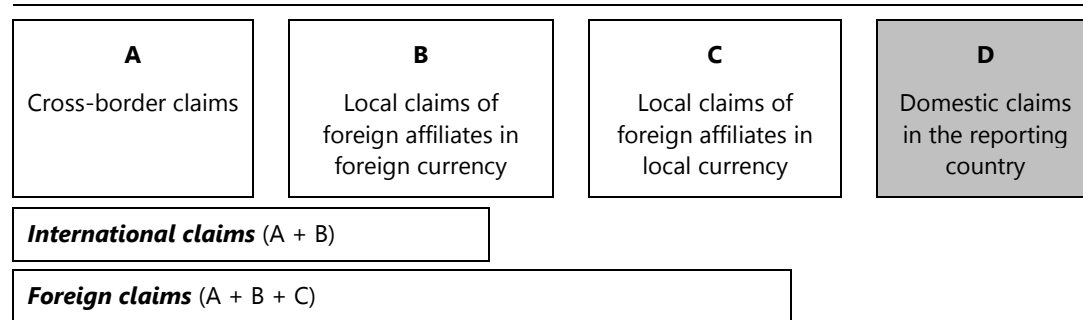 A
Cross-border claims
B
Local claims of
foreign affiliates in
foreign currency
C
Local claims of
foreign affiliates in
local currency
D
Domestic claims
in the reporting
country
International claims (A + B)
Foreign claims (A + B + C)